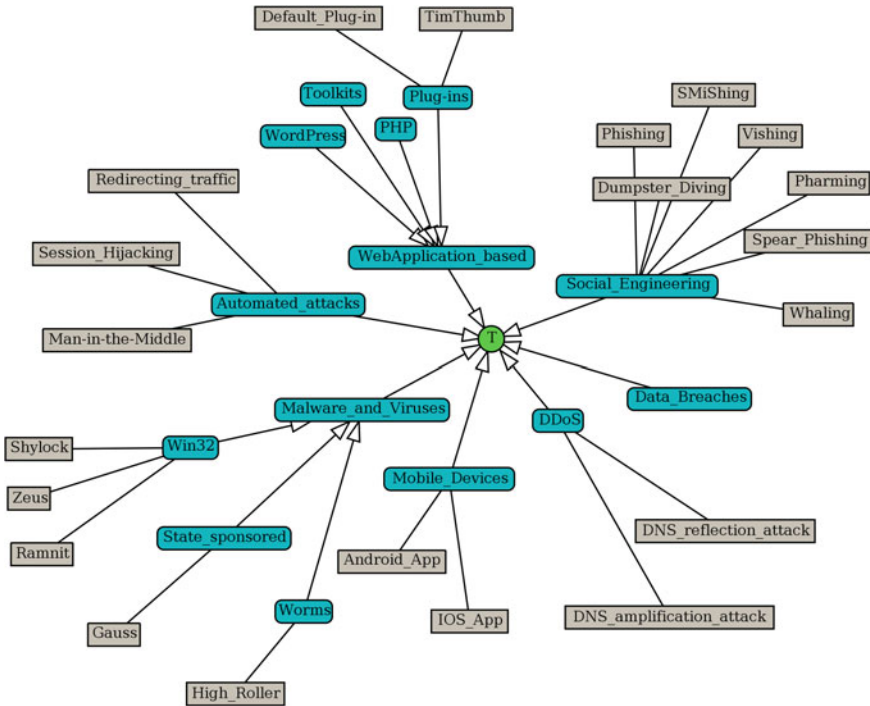 Default_Plug-in
TimThumb
Toolkits
Plug-ins
SMiShing
WordPress
PHP
Phishing
Vishing
Redirecting_traffic
Dumpster_Diving
Pharming
Session_Hijacking
WebApplication_based
Spear_Phishing
Automated_attacks
Social_Engineering
Man-in-the-Middle
T
Whaling
Malware_and_Viruses
Data_Breaches
DDoS
Shylock
Win32
Mobile_Devices
Zeus
State_sponsored
DNS_reflection_attack
Ramnit
Android_App
Worms
Gauss
IOS_App
DNS_amplification_attack
High_Roller